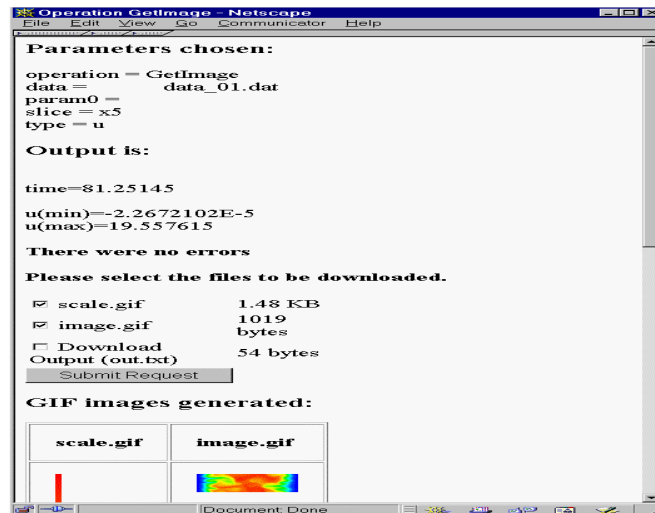 Operation GetImage - Netscape
File Edit View Go Communicator Help
Parameters chosen:
operation = GetImage
data = data_01.dat
param0 =
slice = x5
type = u
Output is:
time=81.25145
u(min)=-2.2672102E-5
u(max)=19.557615
There were no errors
Please select the files to be downloaded.
scale.gif 1.48 KB
image.gif 1019
bytes
Download
Output (out.txt) 54 bytes
Submit Request
GIF images generated:
scale.gif image.gif
Document: Done